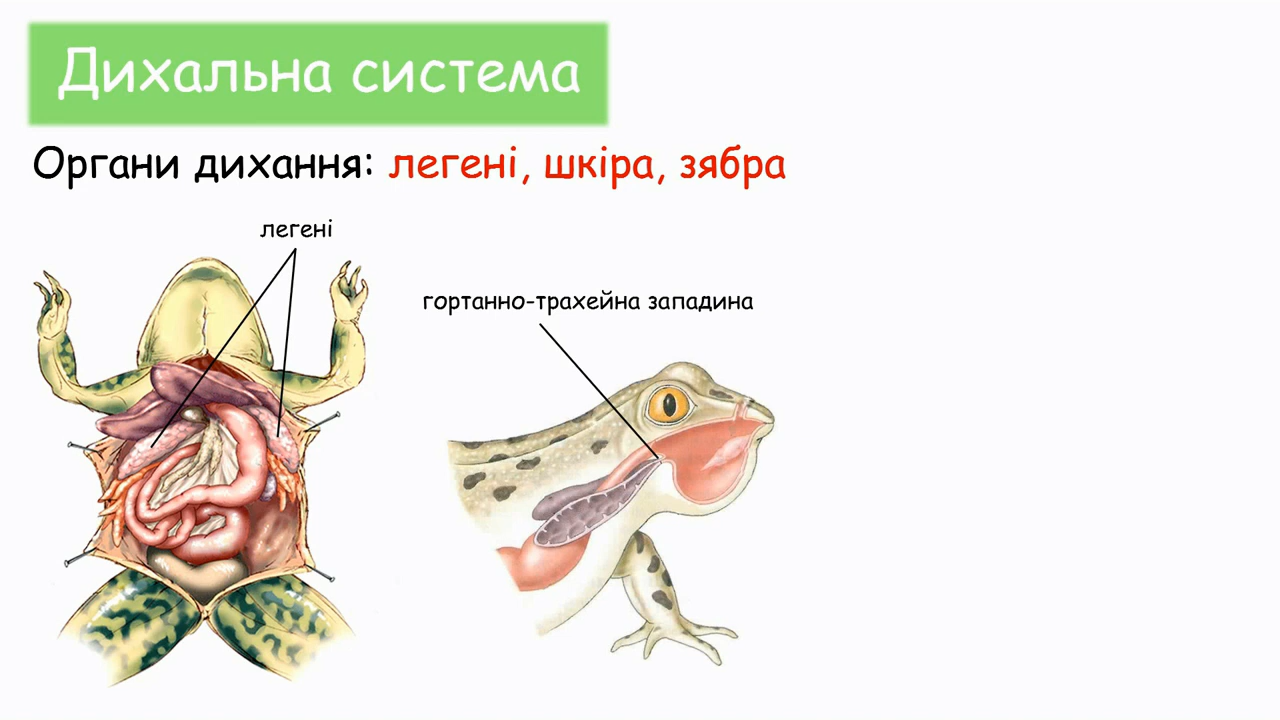 Дихальна система
Органи дихання: легені, шкіра, зябра
легені
гортанно-трахейна западина